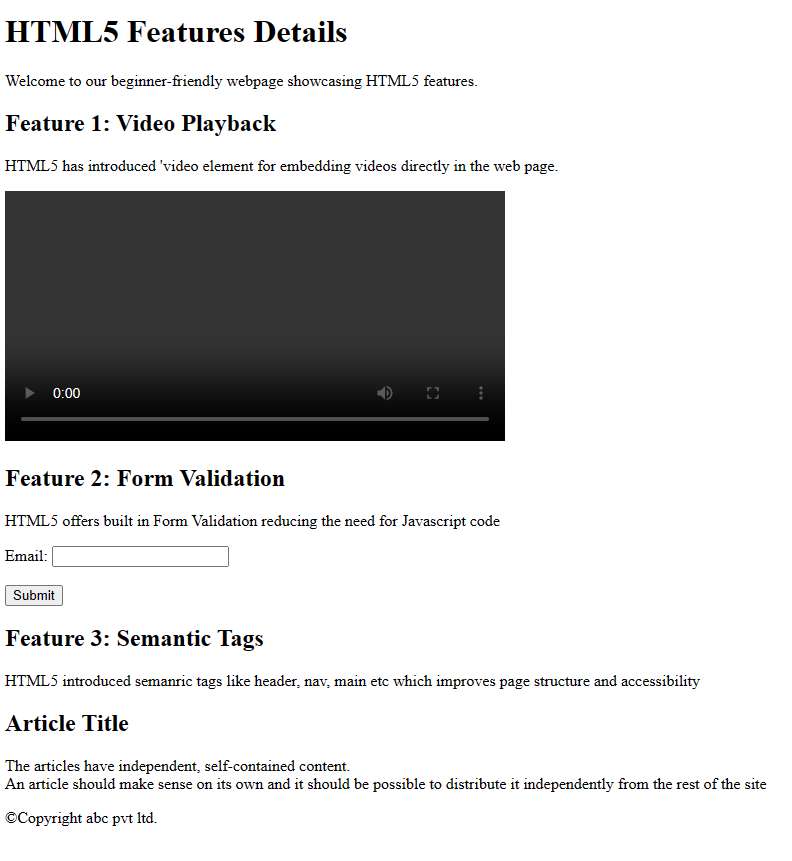 HTML5 Features Details
Welcome to our beginner-friendly webpage showcasing HTML5 features.
Feature 1: Video Playback
HTML5 has introduced 'video element for embedding videos directly in the web page.
0:00
Feature 2: Form Validation
HTML5 offers built in Form Validation reducing the need for Javascript code
Email:
Submit
Feature 3: Semantic Tags
HTML5 introduced semanric tags like header, nav, main etc which improves page structure and accessibility
Article Title
The articles have independent, self-contained content.
An article should make sense on its own and it should be possible to distribute it independently from the rest of the site
©Copyright abc pvt ltd.